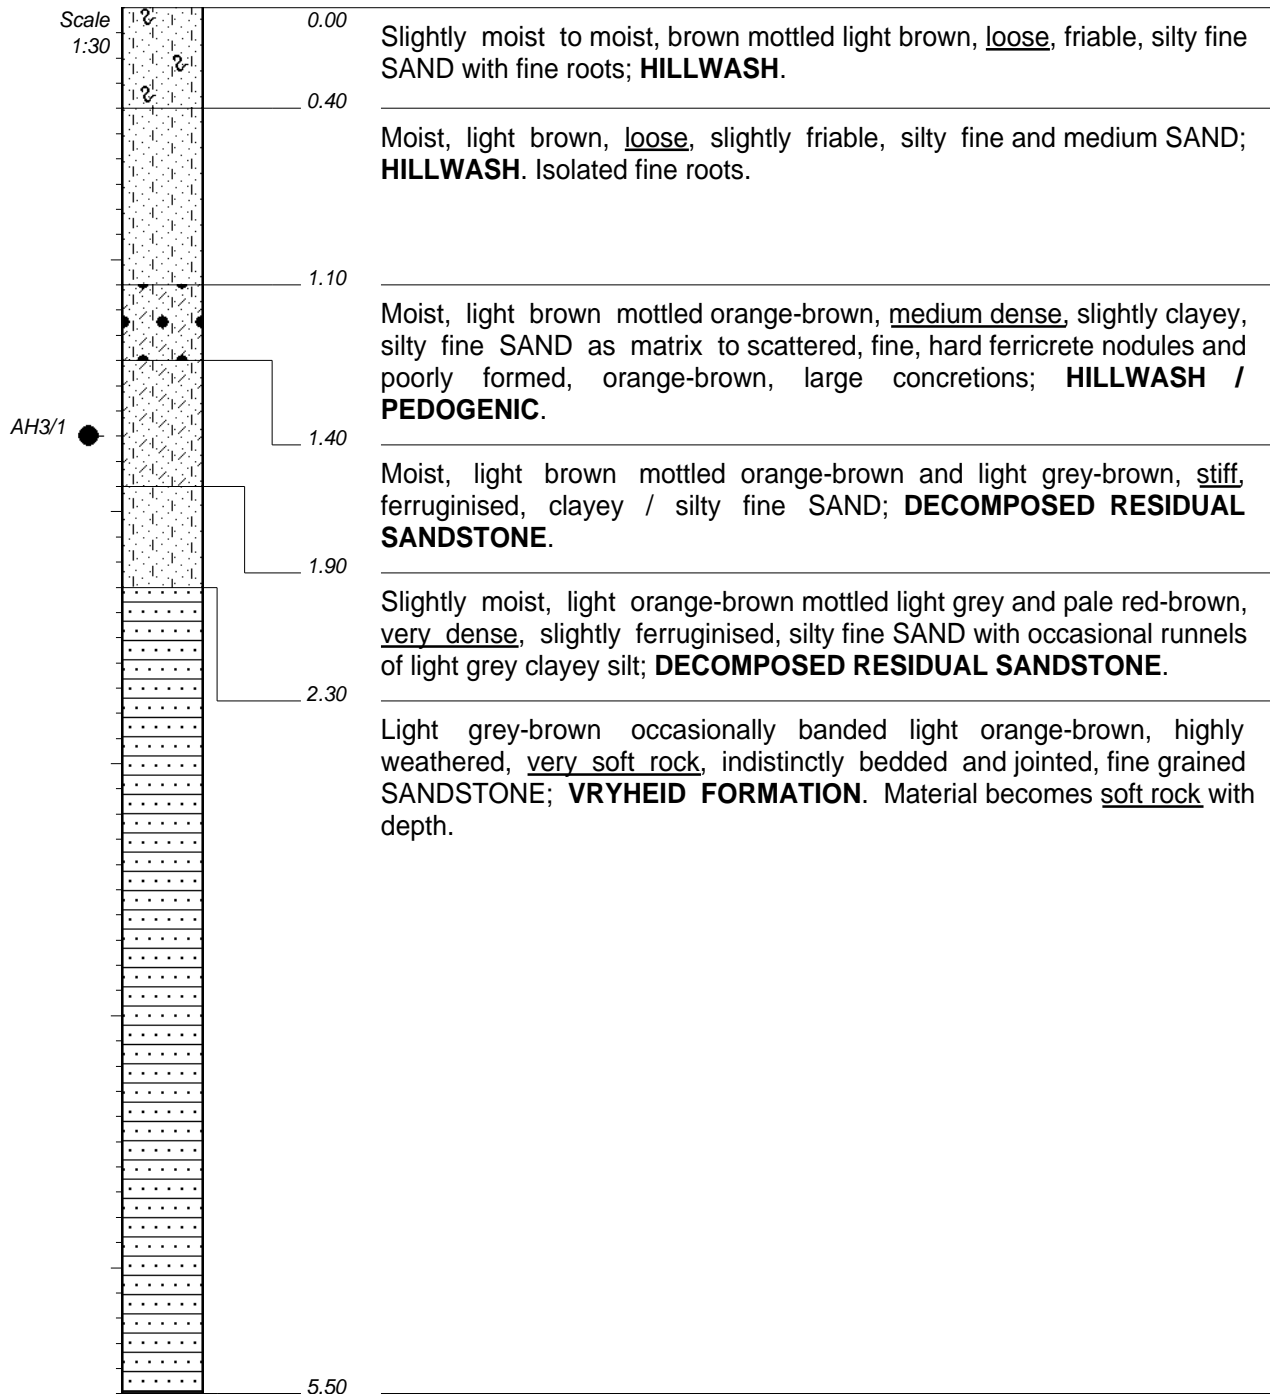 Scale
1:30
0.00
Slightly moist to moist, brown mottled light brown, loose, friable, silty fine
SAND with fine roots; HILLWASH.
0.40
Moist, light brown, loose, slightly friable, silty fine and medium SAND;
HILLWASH. Isolated fine roots.
1.10
Moist, light brown mottled orange-brown, medium dense, slightly clayey,
silty fine SAND as matrix to scattered, fine, hard ferricrete nodules and
poorly formed, orange-brown, large concretions; HILLWASH /
PEDOGENIC.
AH3/1
1.40
Moist, light brown mottled orange-brown and light grey-brown, stiff,
ferruginised, clayey / silty fine SAND; DECOMPOSED RESIDUAL
SANDSTONE.
1.90
Slightly moist, light orange-brown mottled light grey and pale red-brown,
very dense, slightly ferruginised, silty fine SAND with occasional runnels
of light grey clayey silt; DECOMPOSED RESIDUAL SANDSTONE.
2.30
Light grey-brown occasionally banded light orange-brown, highly
weathered, very soft rock, indistinctly bedded and jointed, fine grained
SANDSTONE; VRYHEID FORMATION. Material becomes soft rock with
depth.
5.50